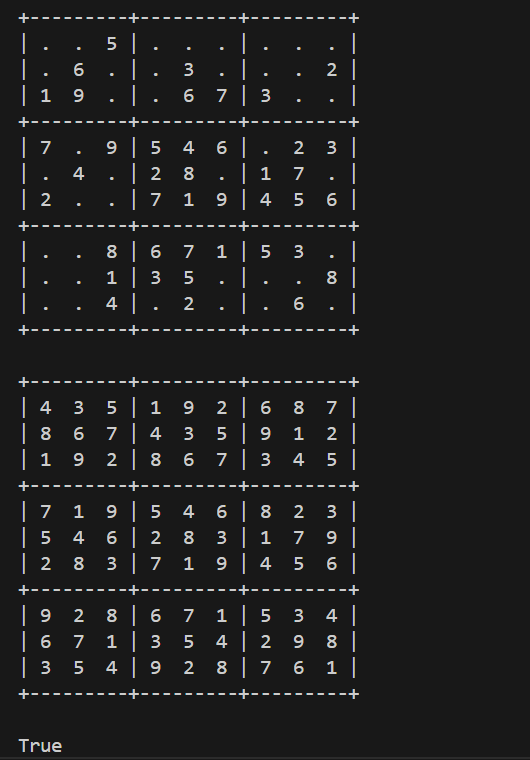 +---------+---------+---------+
| . . 5 | . . . | . . . |
| . 6 . | . 3 . | . . 2 |
| 1 9 . | . 6 7 | 3 . . |
+---------+---------+---------+
| 7 . 9 | 5 4 6 | . 2 3 |
| . 4 . | 2 8 . | 1 7 . |
| 2 . . | 7 1 9 | 4 5 6 |
+---------+---------+---------+
| . . 8 | 6 7 1 | 5 3 . |
| . . 1 | 3 5 . | . . 8 |
| . . 4 | . 2 . | . 6 . |
+---------+---------+---------+
+---------+---------+---------+
| 4 3 5 | 1 9 2 | 6 8 7 |
| 8 6 7 | 4 3 5 | 9 1 2 |
| 1 9 2 | 8 6 7 | 3 4 5 |
+---------+---------+---------+
| 7 1 9 | 5 4 6 | 8 2 3 |
| 5 4 6 | 2 8 3 | 1 7 9 |
| 2 8 3 | 7 1 9 | 4 5 6 |
+---------+---------+---------+
| 9 2 8 | 6 7 1 | 5 3 4 |
| 6 7 1 | 3 5 4 | 2 9 8 |
| 3 5 4 | 9 2 8 | 7 6 1 |
+---------+---------+---------+
True